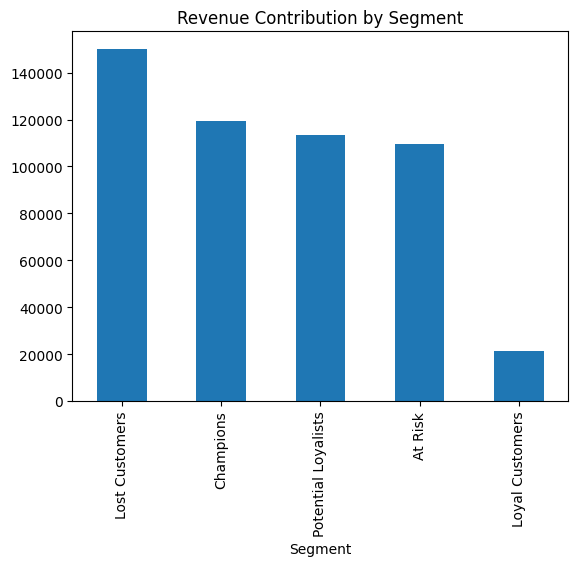 Revenue Contribution by Segment
140000
120000
100000
80000
60000
40000
20000
0
Lost Customers
Champions
Potential Loyalists
At Risk
Loyal Customers
Segment